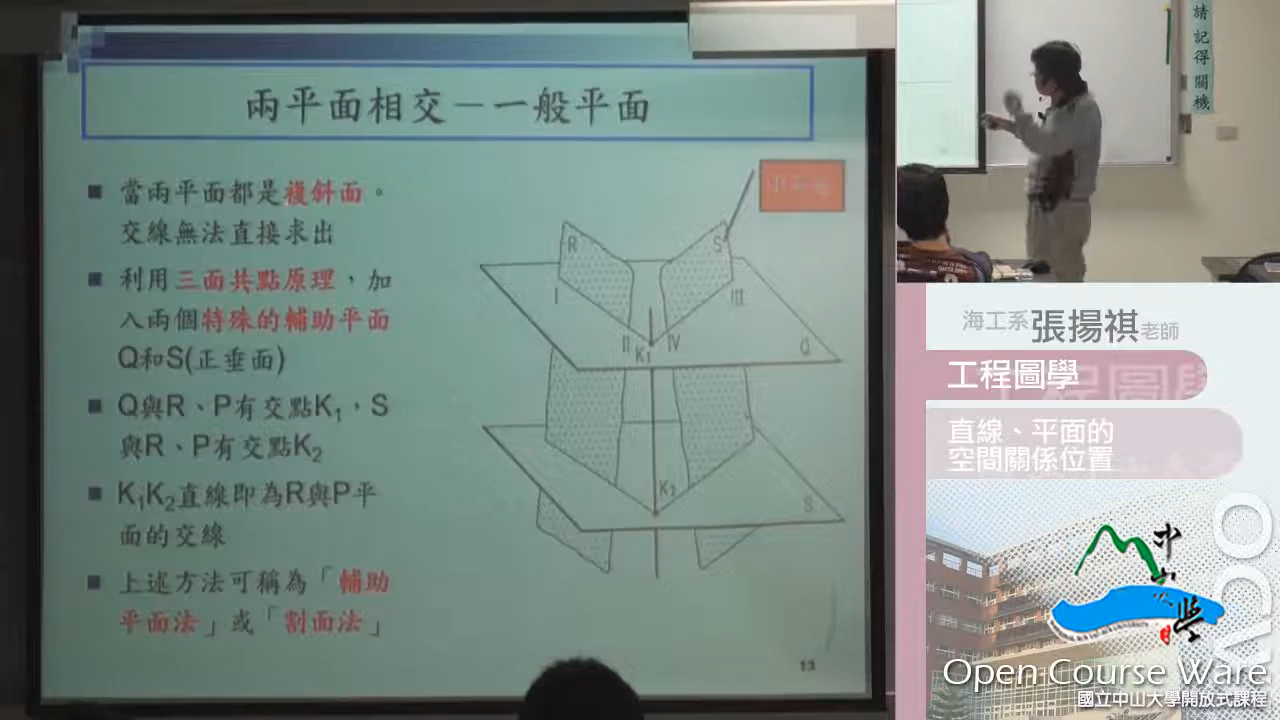 兩平面相交－一般平面
當兩平面都是複斜面。
交線無法直接求出
利用三面共點原理，加
入兩個特殊的輔助平面
Q和S(正垂面)
Q與R、P有交點K₁，S
與R、P有交點K₂
K₁K₂直線即為R與P平
面的交線
上述方法可稱為「輔助
平面法」或「割面法」
R
S
I
III
II
K₁
IV
Q
K₂
S
13
請記得關機
海工系張揚祺老師
工程圖學
直線、平面的
空間關係位置
中山大學
OCW
Open Course Ware
國立中山大學開放式課程